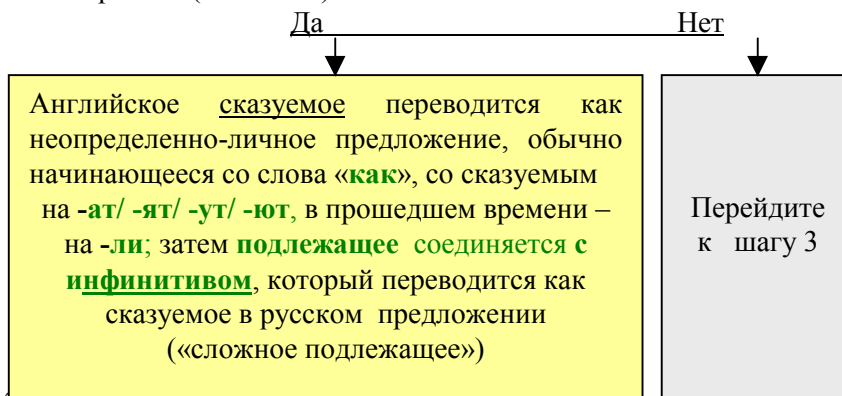 Да Нет
Английское сказуемое переводится как
неопределенно-личное предложение, обычно
начинающееся со слова «как», со сказуемым
на -ат/ -ят/ -ут/ -ют, в прошедшем времени –
на -ли; затем подлежащее соединяется с
инфинитивом, который переводится как
сказуемое в русском предложении
(«сложное подлежащее»)
Перейдите
к шагу 3